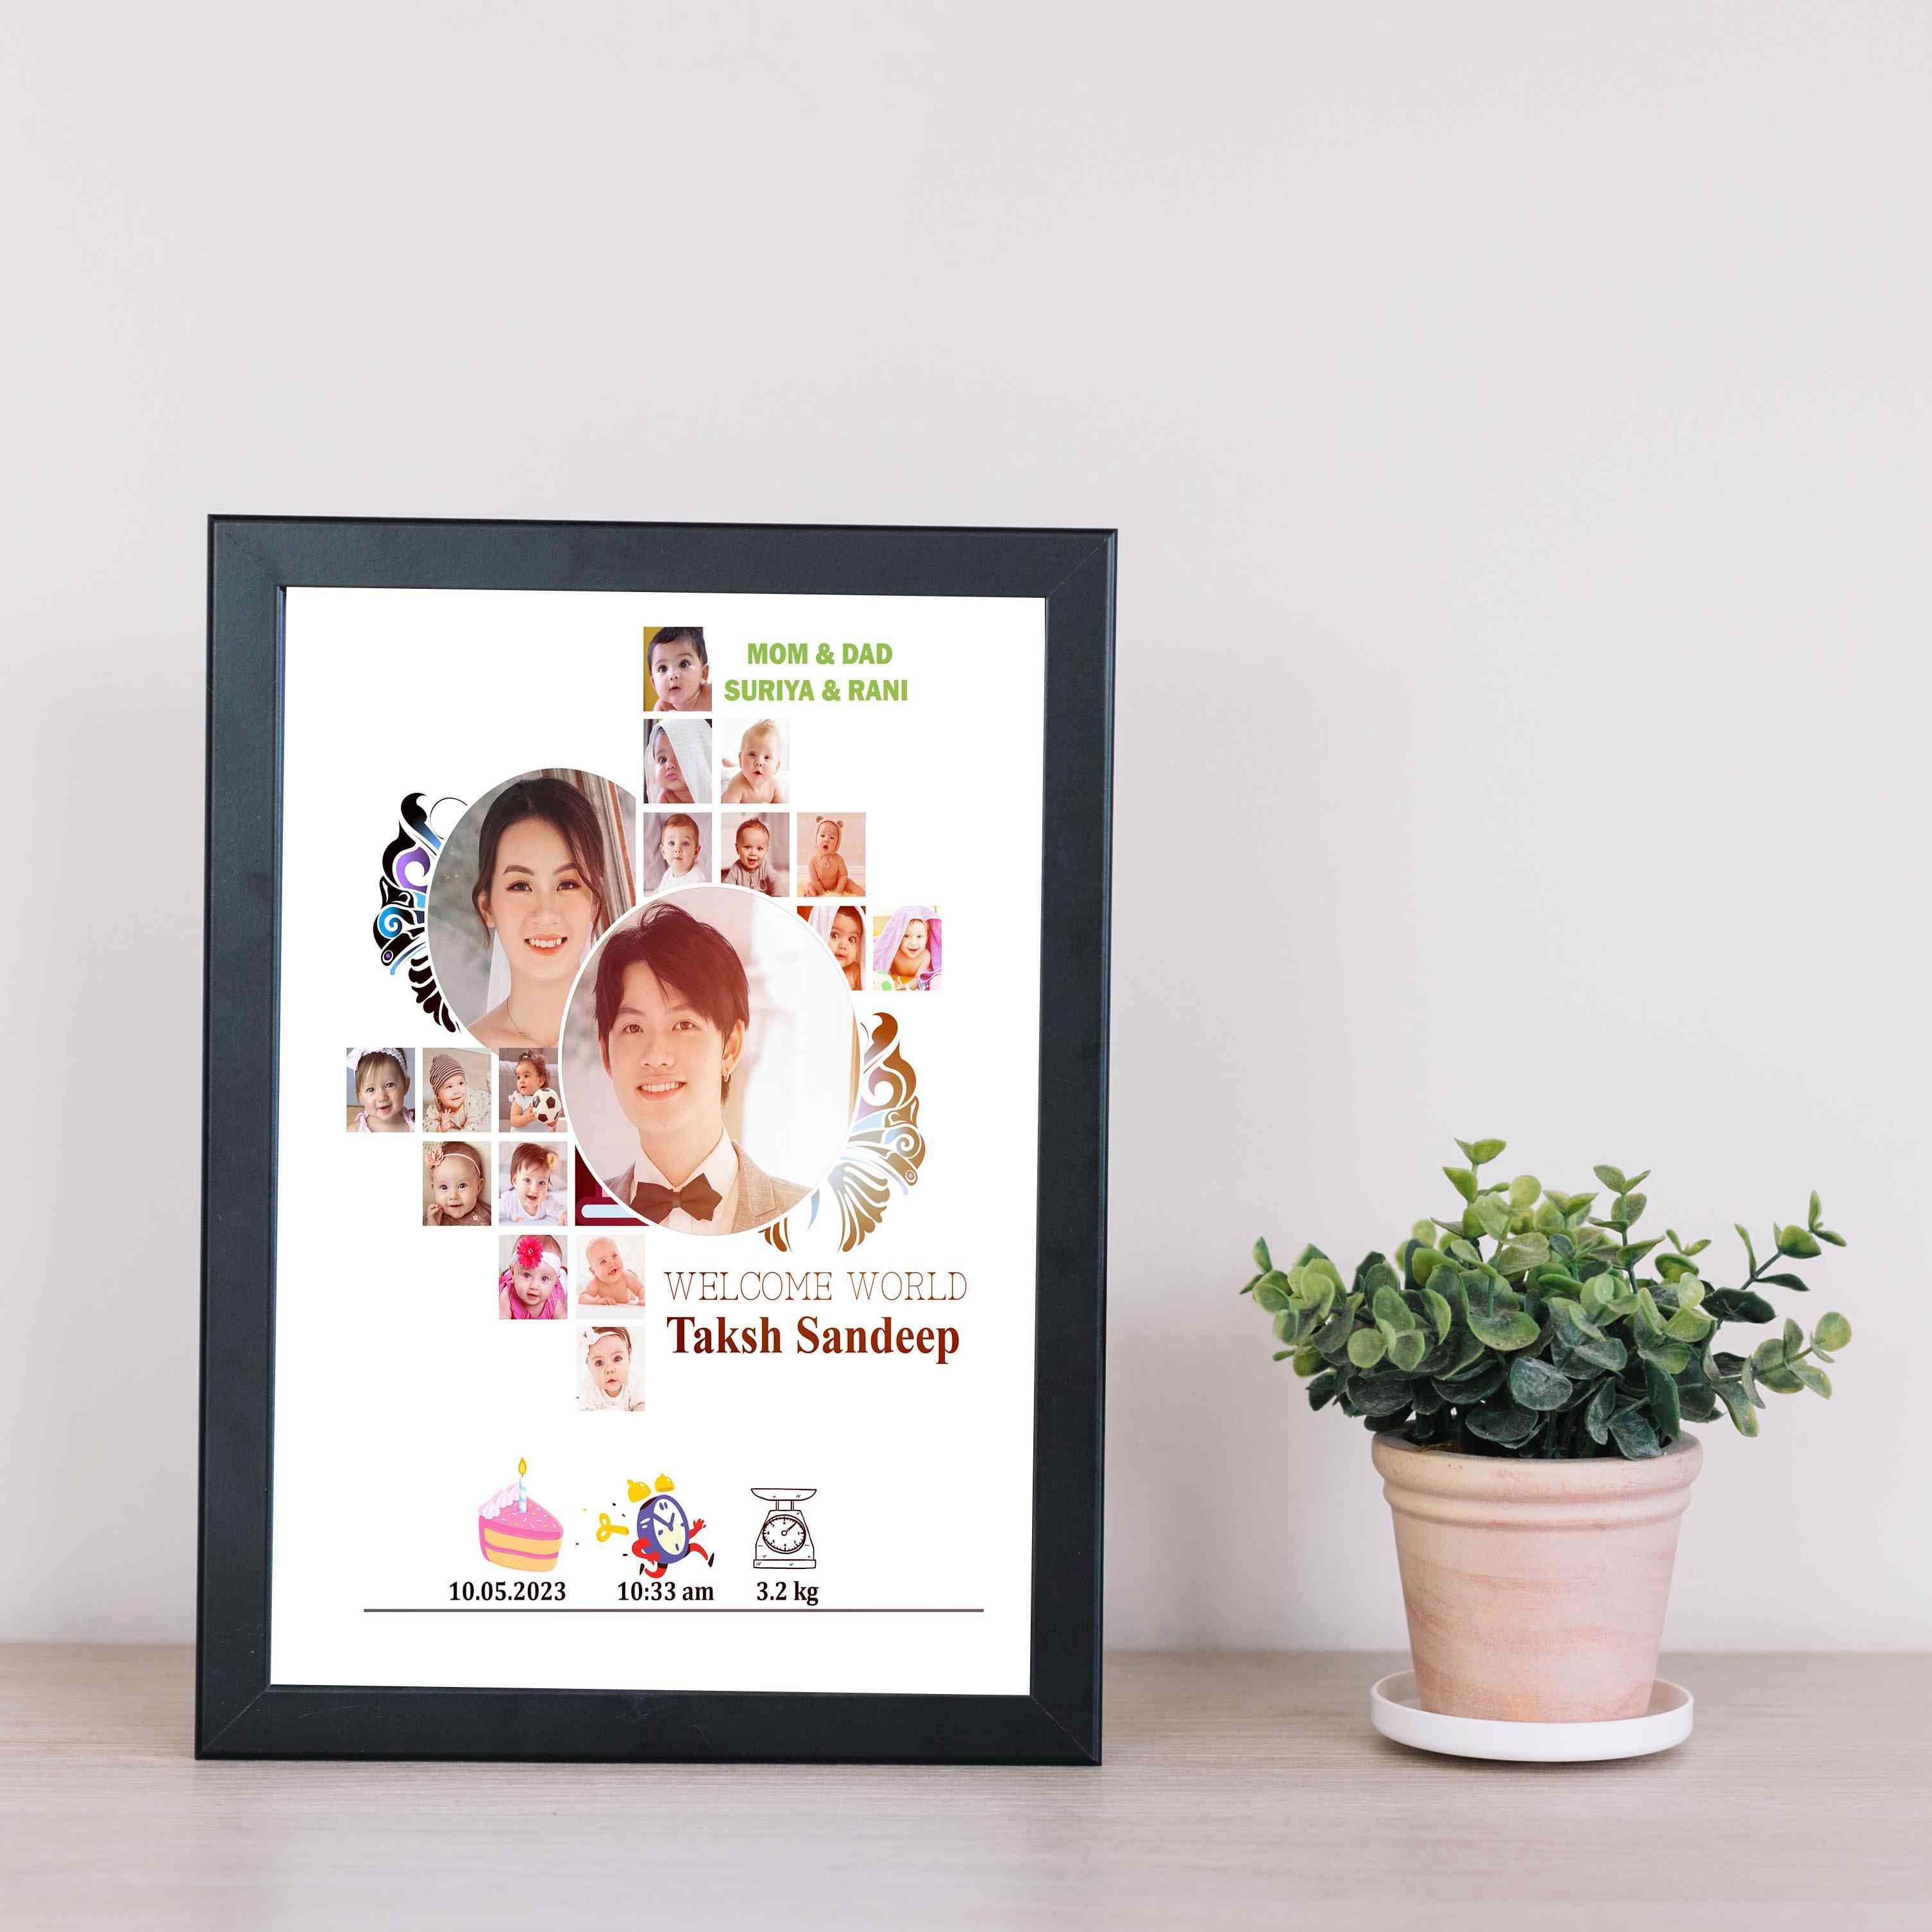 MOM & DAD
SURIYA & RANI
WELCOME WORLD
Taksh Sandeep
10.05.2023
10:33 am
3.2 kg